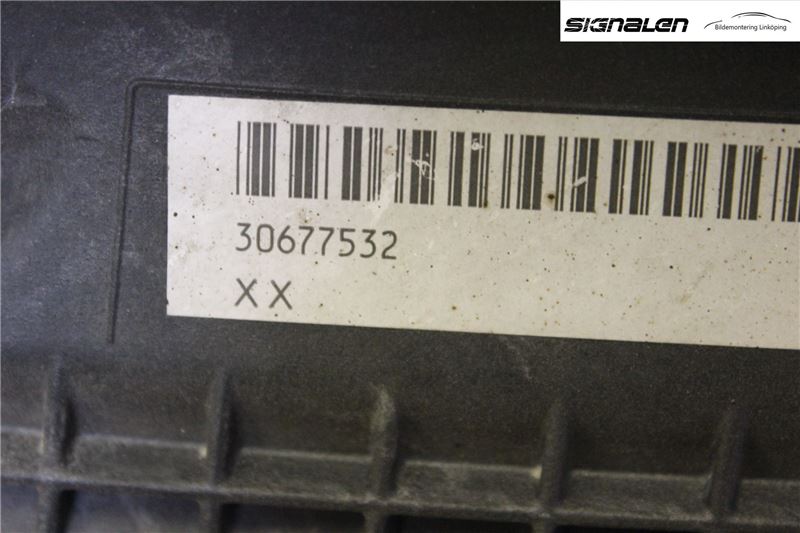 SIGNALEN
Bildemontering Linköping
30677532
XX